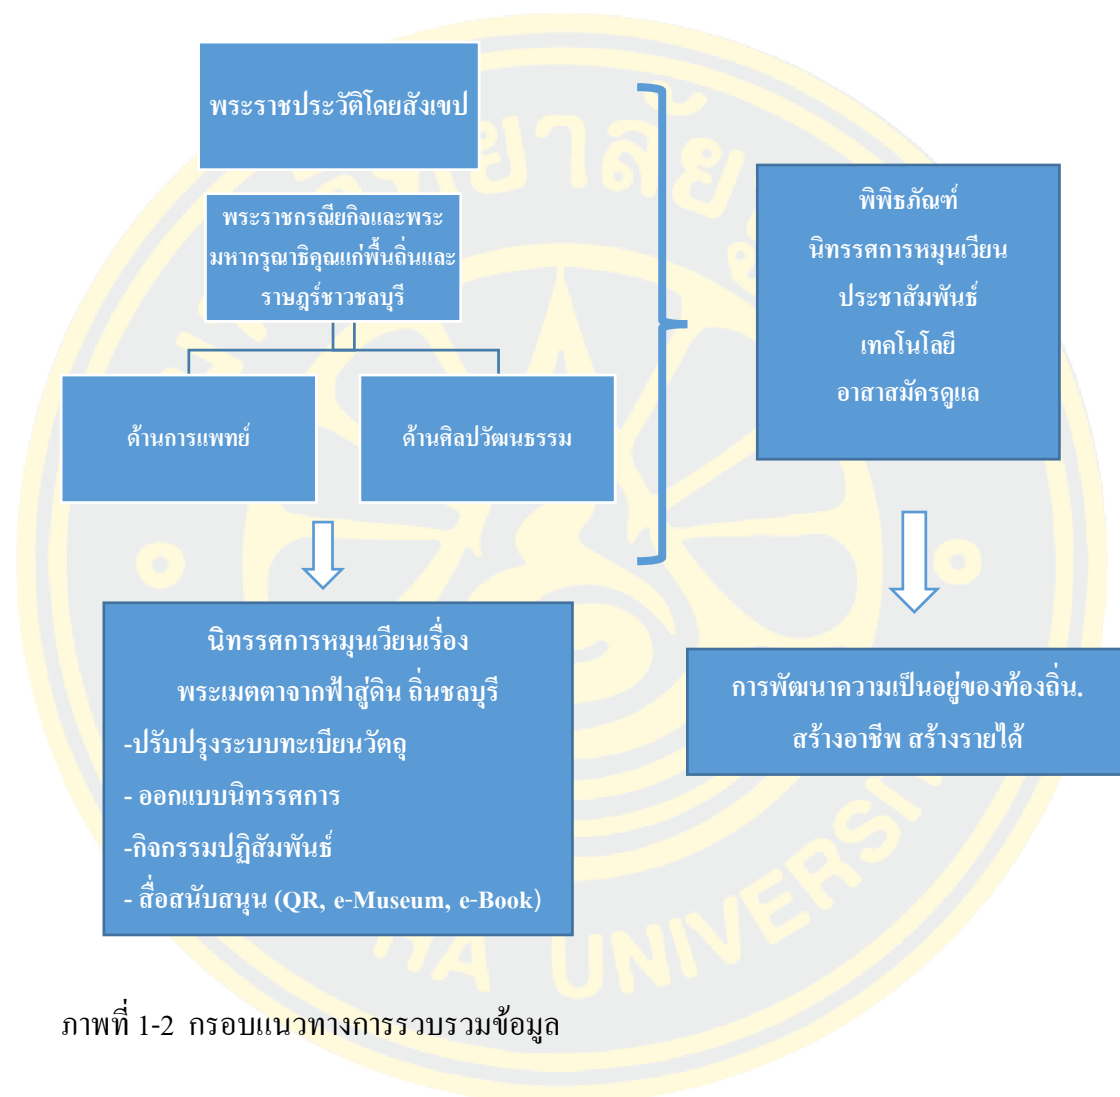 พระราชประวัติโดยสังเขป
พระราชกรณียกิจและพระ
มหากรุณาธิคุณแก่พื้นถิ่นและ
ราษฎร์ชาวชลบุรี
ด้านการแพทย์
ด้านศิลปวัฒนธรรม
นิทรรศการหมุนเวียนเรื่อง
พระเมตตาจากฟ้าสู่ดิน ถิ่นชลบุรี
-ปรับปรุงระบบทะเบียนวัตถุ
- ออกแบบนิทรรศการ
-กิจกรรมปฏิสัมพันธ์
- สื่อสนับสนุน (QR, e-Museum, e-Book)
พิพิธภัณฑ์
นิทรรศการหมุนเวียน
ประชาสัมพันธ์
เทคโนโลยี
อาสาสมัครดูแล
การพัฒนาความเป็นอยู่ของท้องถิ่น.
สร้างอาชีพ สร้างรายได้
ภาพที่ 1-2 กรอบแนวทางการรวบรวมข้อมูล